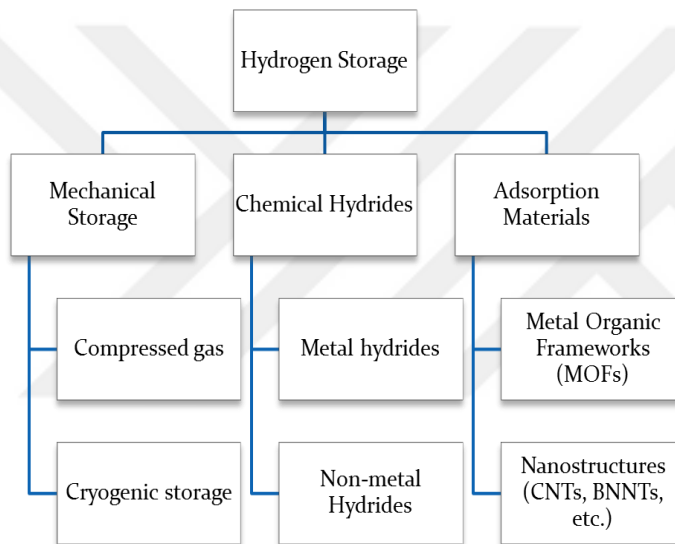 Hydrogen Storage
Mechanical
Storage
Chemical Hydrides
Adsorption
Materials
Compressed gas
Metal hydrides
Metal Organic
Frameworks
(MOFs)
Cryogenic storage
Non-metal
Hydrides
Nanostructures
(CNTs, BNNTs,
etc.)